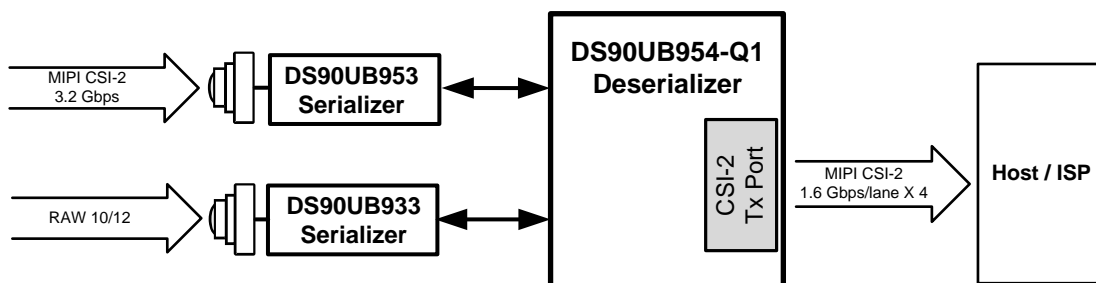 MIPI CSI-2
3.2 Gbps
DS90UB953
Serializer
DS90UB954-Q1
Deserializer
CSI-2
Tx Port
MIPI CSI-2
1.6 Gbps/lane X 4
Host / ISP
RAW 10/12
DS90UB933
Serializer